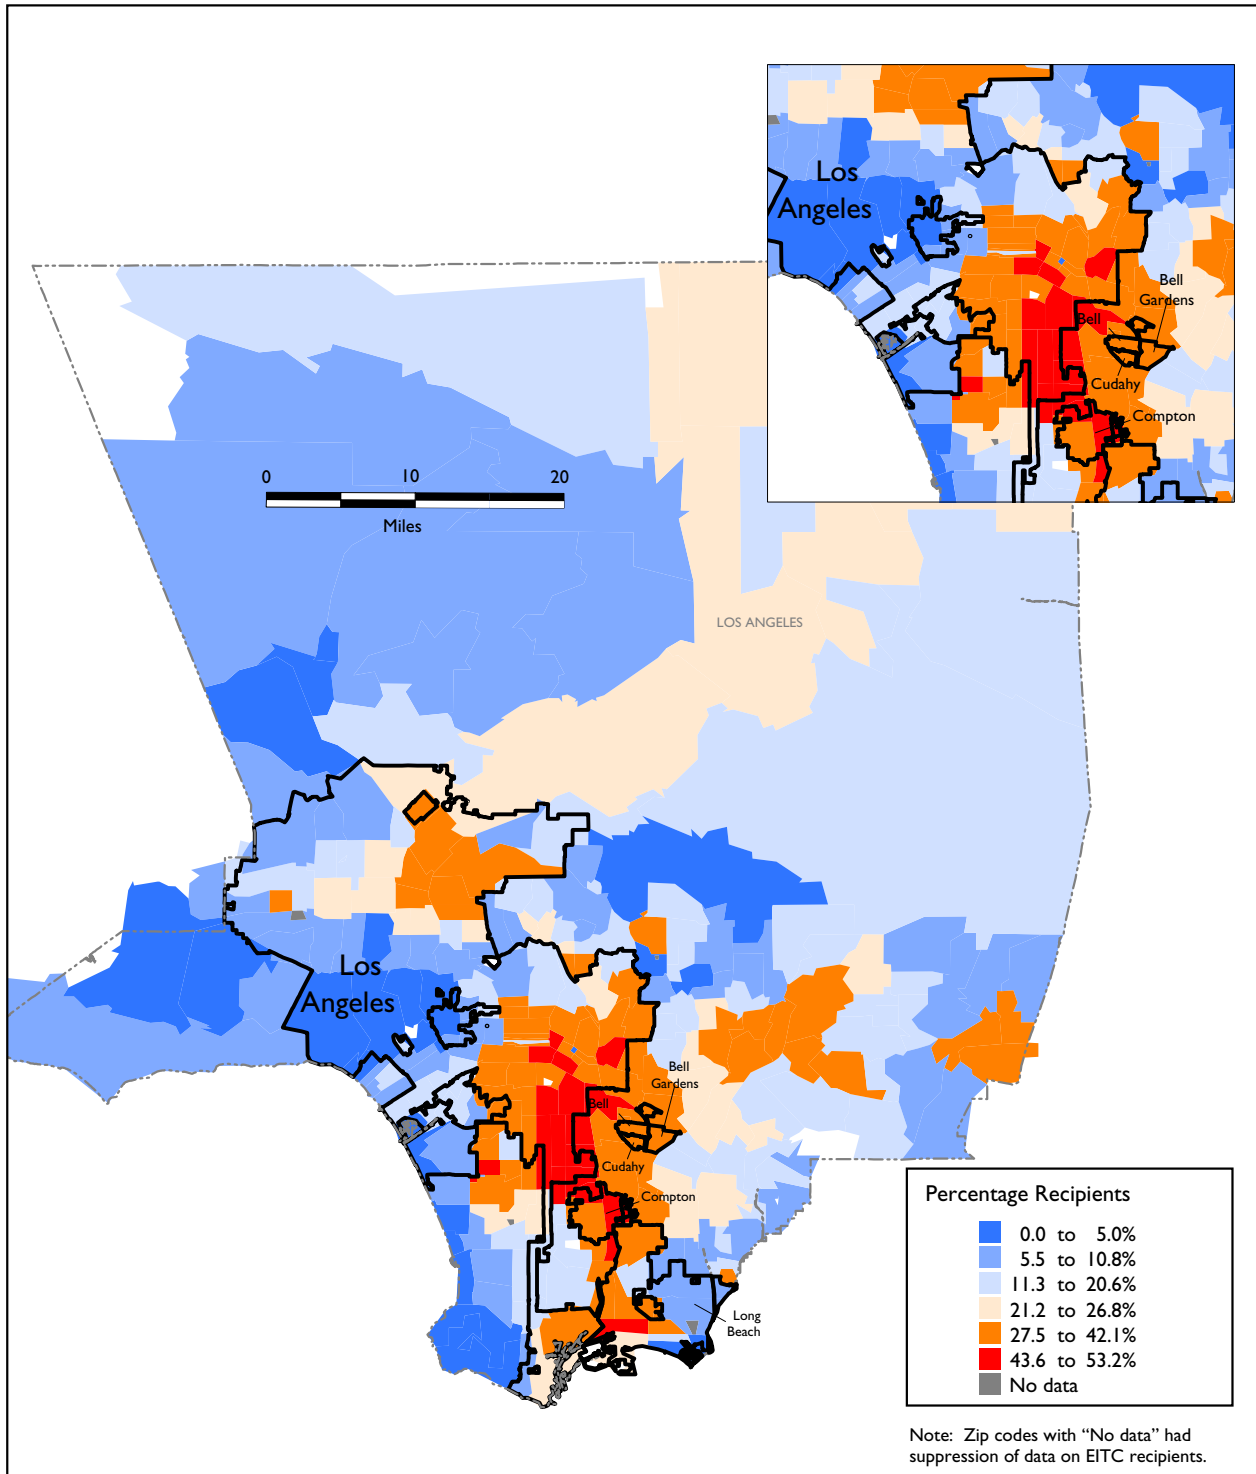 Los
Angeles
Bell
Gardens
Bell
Cudahy
Compton
0 10 20
Miles
LOS ANGELES
Los
Angeles
Bell
Gardens
Bell
Cudahy
Compton
Long
Beach
Percentage Recipients
0.0 to 5.0%
5.5 to 10.8%
11.3 to 20.6%
21.2 to 26.8%
27.5 to 42.1%
43.6 to 53.2%
No data
Note: Zip codes with “No data” had
suppression of data on EITC recipients.